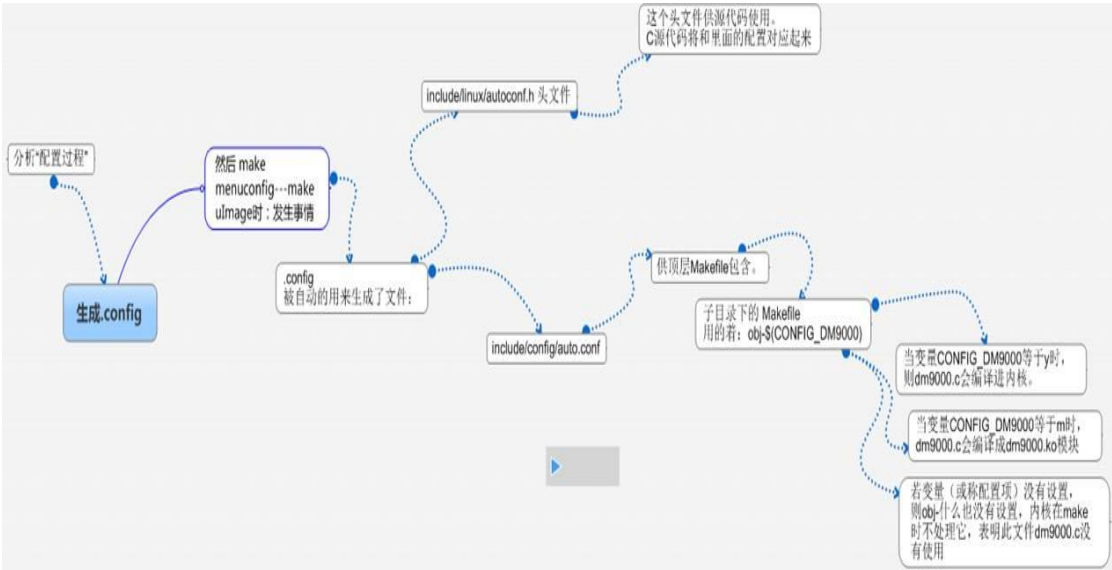 这个头文件供源代码使用。
C源代码将和里面的配置对应起来
include/linux/autoconf.h 头文件
分析“配置过程”
然后 make
menuconfig---make
uImage时：发生事情
生成.config
.config
被自动的用来生成了文件：
include/config/auto.conf
供顶层Makefile包含。
子目录下的 Makefile
用的着：obj-$(CONFIG_DM9000)
当变量CONFIG_DM9000等于y时，
则dm9000.c会编译进内核。
当变量CONFIG_DM9000等于m时，
dm9000.c会编译成dm9000.ko模块
若变量（或称配置项）没有设置，
则obj-什么也没有设置，内核在make
时不处理它，表明此文件dm9000.c没
有使用